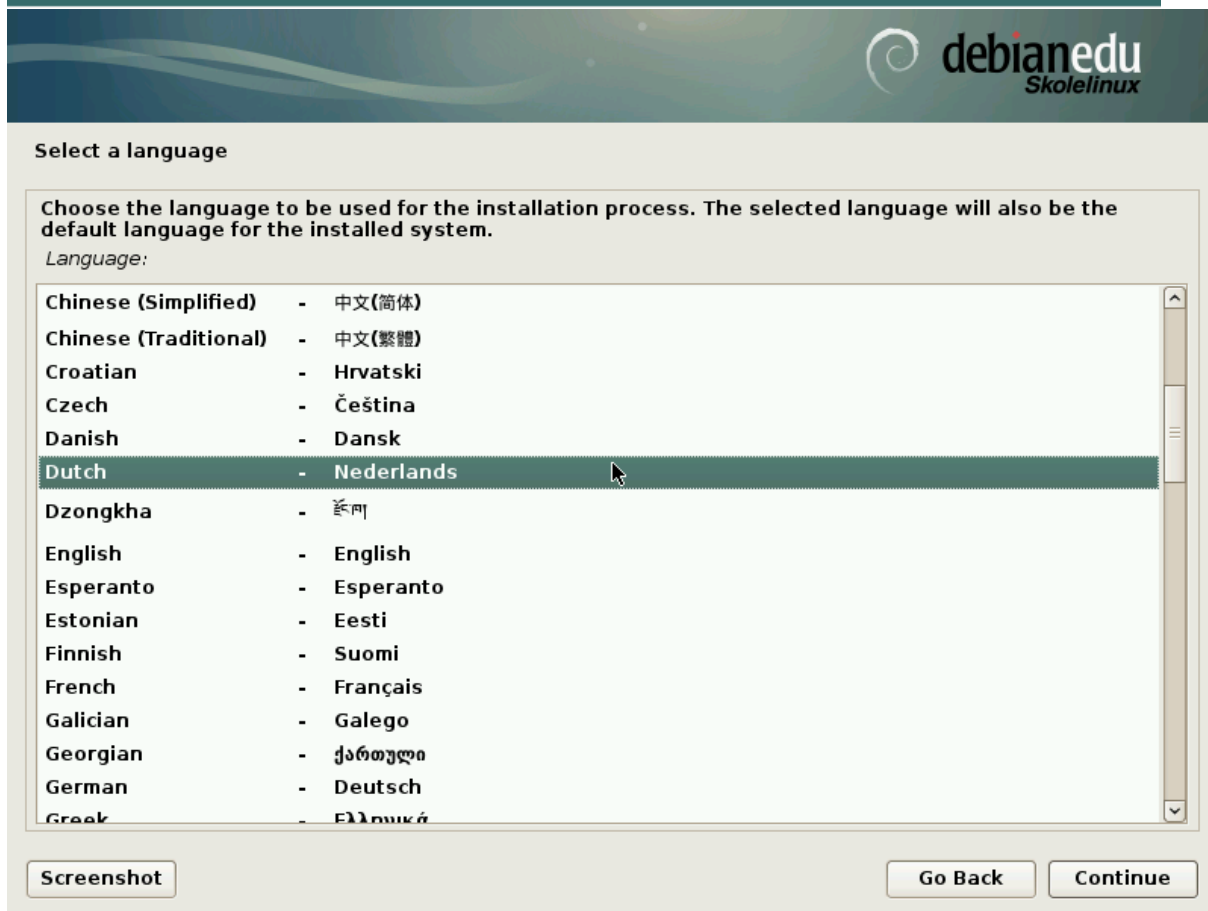 debianedu
Skolelinux
Select a language
Choose the language to be used for the installation process. The selected language will also be the
default language for the installed system.
Language:
Chinese (Simplified) - 中文(简体)
Chinese (Traditional) - 中文(繁體)
Croatian - Hrvatski
Czech - Čeština
Danish - Dansk
Dutch - Nederlands
Dzongkha - རྫོང་ཁ།
English - English
Esperanto - Esperanto
Estonian - Eesti
Finnish - Suomi
French - Français
Galician - Galego
Georgian - ქართული
German - Deutsch
Greek - Ελληνικά
Screenshot Go Back Continue